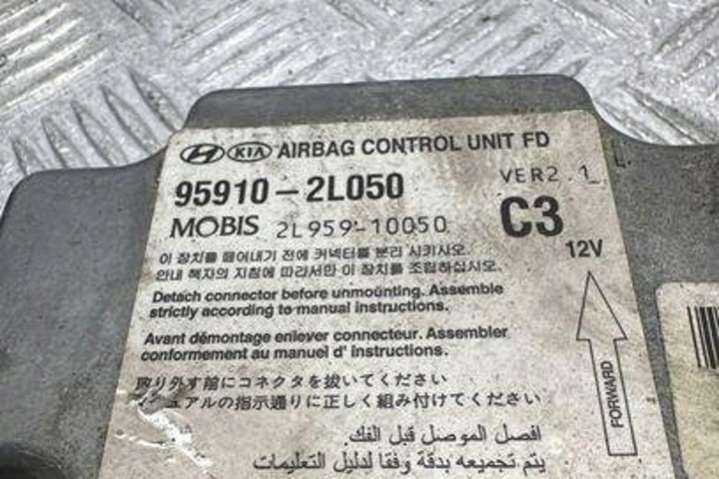 KIA AIRBAG CONTROL UNIT FD
95910-2L050
VER2.1
MOBIS 2L959-10050
C3
12V
이 장치를 떼어내기 전에 커넥터를 분리 시키시오.
안내 책자의 지침에 따라서만 이 장치를 조립하십시오.
Detach connector before unmounting. Assemble
strictly according to manual instructions.
Avant démontage enlever connecteur. Assembler
conformement au manuel d' instructions.
取り外す前にコネクタを抜いてください
マニュアルの指示通りに正しく組み付けてください
افصل الموصل قبل الفك.
يتم تجميعه بدقة وفقا لدليل التعليمات
FORWARD